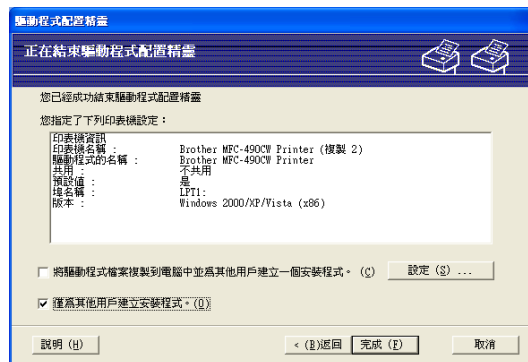 驅動程式配置精靈
正在結束驅動程式配置精靈
您已經成功結束驅動程式配置精靈
您指定了下列印表機設定：
印表機資訊
印表機名稱 : Brother MFC-490CW Printer (複製 2)
驅動程式的名稱 : Brother MFC-490CW Printer
共用 : 不共用
預設値 : 是
埠名稱 : LPT1:
版本 : Windows 2000/XP/Vista (x86)
將驅動程式檔案複製到電腦中並爲其他用戶建立一個安裝程式。 (C) 設定 (S) ...
僅爲其他用戶建立安裝程式。(O)
說明 (H) < (B)返回 完成 (F) 取消